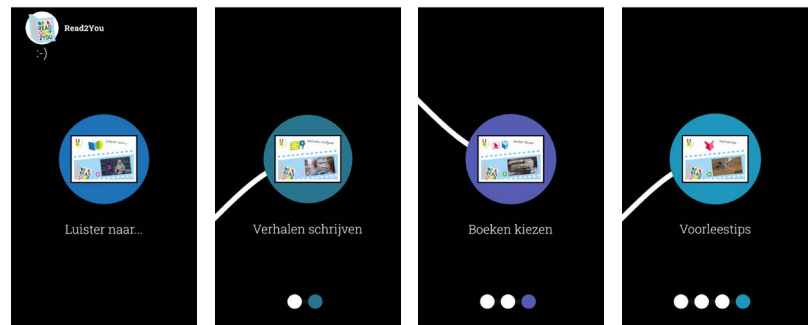 Read2You
:-)
Luister naar...
Verhalen schrijven
Boeken kiezen
Voorleestips